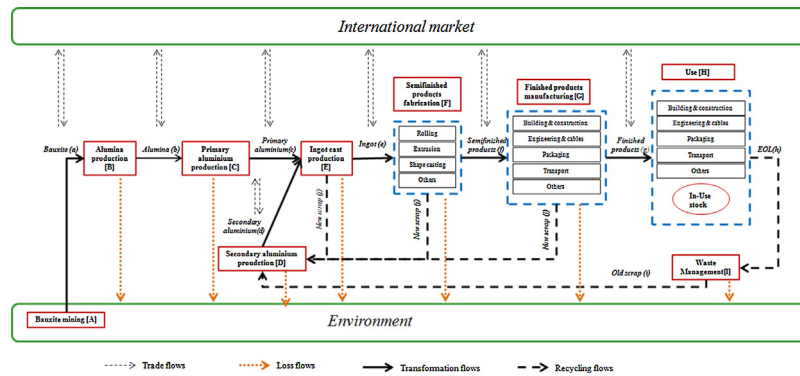 International market
Use [H]
Semifinished
products
fabrication [F]
Finished products
manufacturing [G]
Building & construction
Engineering & cables
Packaging
Transport
Others
In-Use
stock
Rolling
Extrusion
Shape casting
Others
Building & construction
Engineering & cables
Packaging
Transport
Others
Bauxite (a)
Alumina
production
[B]
Alumina (b)
Primary
aluminium
production [C]
Primary
aluminium(c)
Ingot cast
production
[E]
Ingot (e)
Semifinished
products (f)
Finished
products (g)
EOL(h)
Secondary
aluminium(d)
New scrap (j)
New scrap (j)
New scrap (j)
Secondary aluminium
proudction [D]
Old scrap (i)
Waste
Management[I]
Bauxite mining [A]
Environment
Trade flows
Loss flows
Transformation flows
Recycling flows